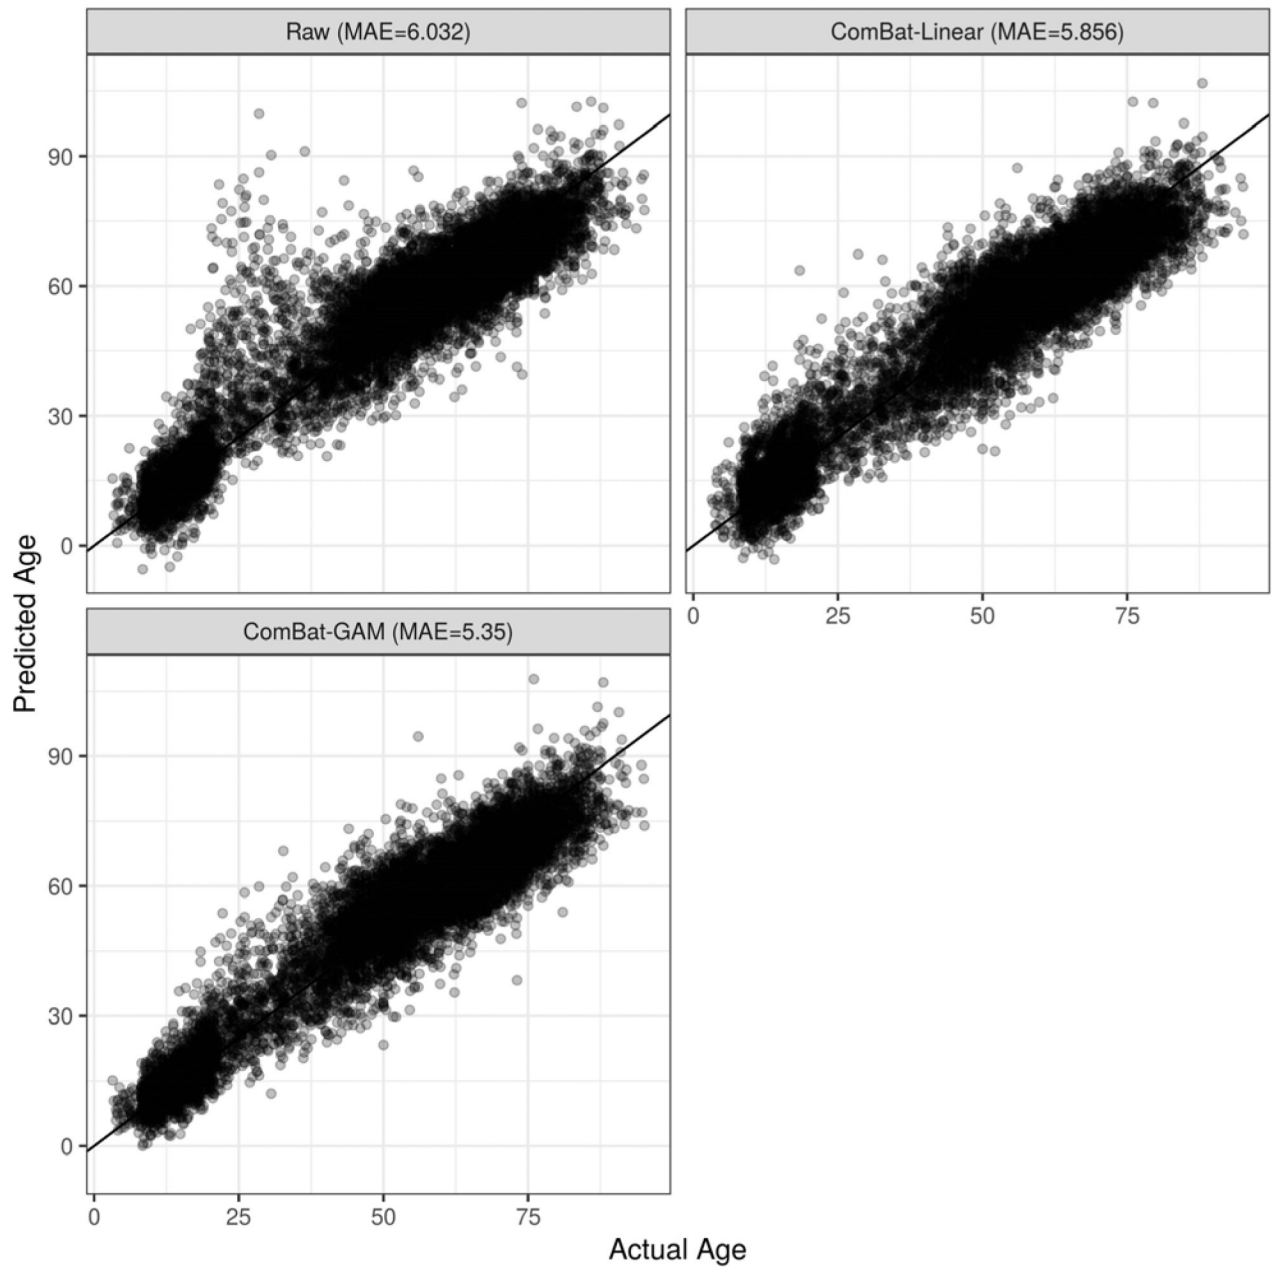 Raw (MAE=6.032)
ComBat-Linear (MAE=5.856)
90
60
30
0
0 25 50 75
ComBat-GAM (MAE=5.35)
90
60
30
0
0 25 50 75
Predicted Age
Actual Age